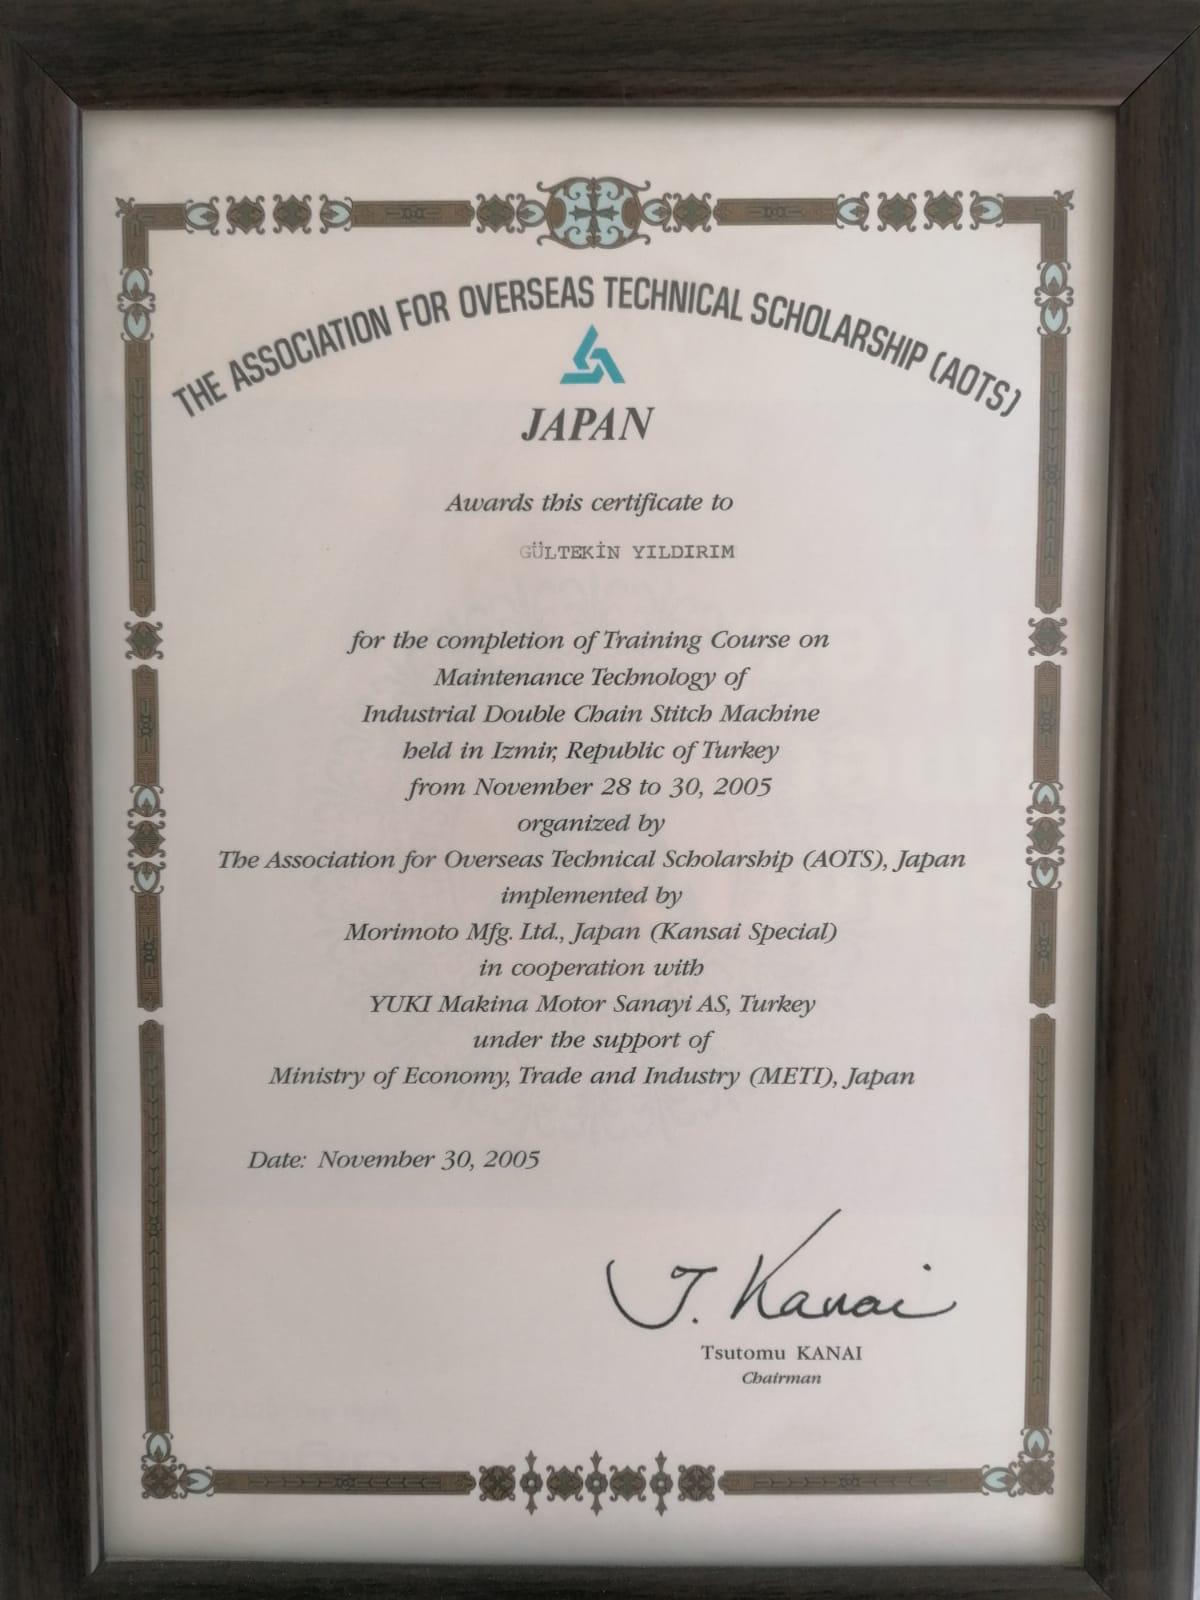 THE ASSOCIATION FOR OVERSEAS TECHNICAL SCHOLARSHIP (AOTS)
JAPAN
Awards this certificate to
GÜLTEKİN YILDIRIM
for the completion of Training Course on
Maintenance Technology of
Industrial Double Chain Stitch Machine
held in Izmir, Republic of Turkey
from November 28 to 30, 2005
organized by
The Association for Overseas Technical Scholarship (AOTS), Japan
implemented by
Morimoto Mfg. Ltd., Japan (Kansai Special)
in cooperation with
YUKI Makina Motor Sanayi AS, Turkey
under the support of
Ministry of Economy, Trade and Industry (METI), Japan
Date: November 30, 2005
T. Kanai
Tsutomu KANAI
Chairman